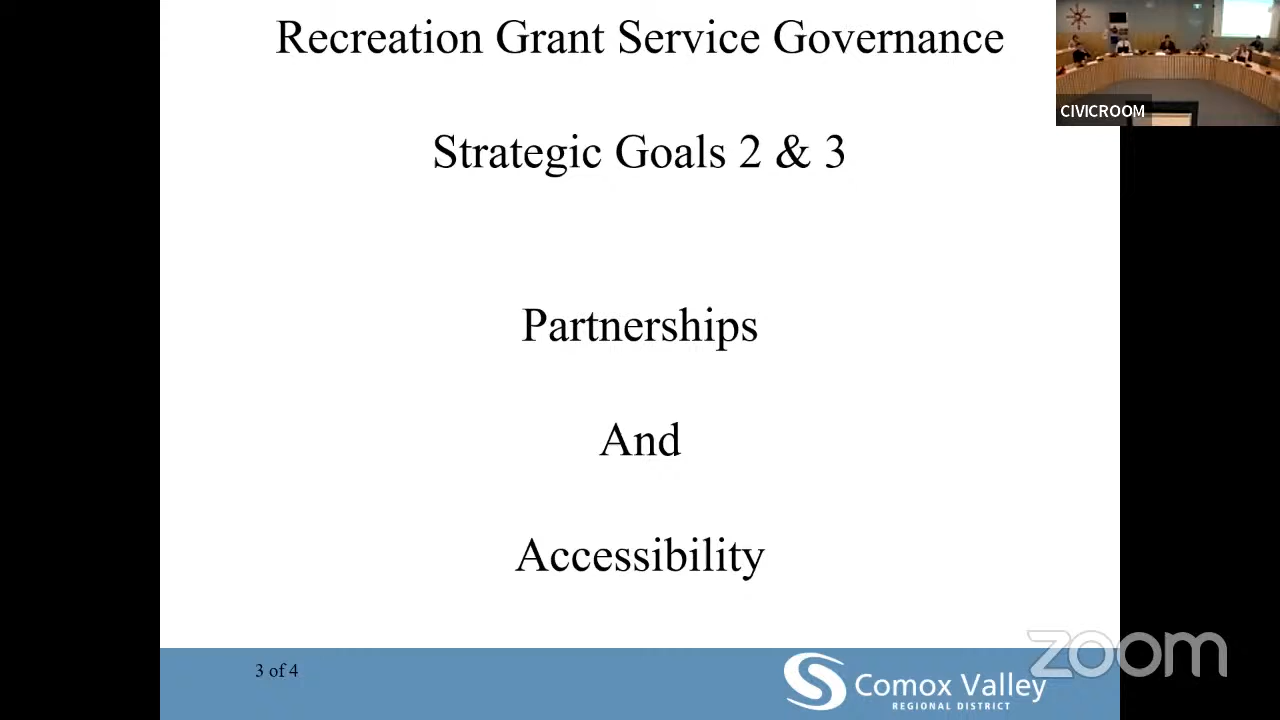 Recreation Grant Service Governance
Strategic Goals 2 & 3
Partnerships
And
Accessibility
3 of 4
Comox Valley
REGIONAL DISTRICT
CIVICROOM
zoom